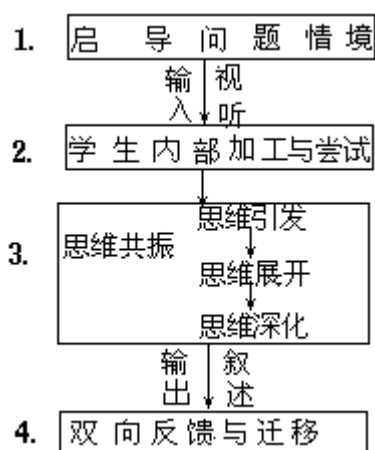 1. 启导问题情境
输入 视听
2. 学生内部加工与尝试
3. 思维共振
思维引发
思维展开
思维深化
输出 叙述
4. 双向反馈与迁移